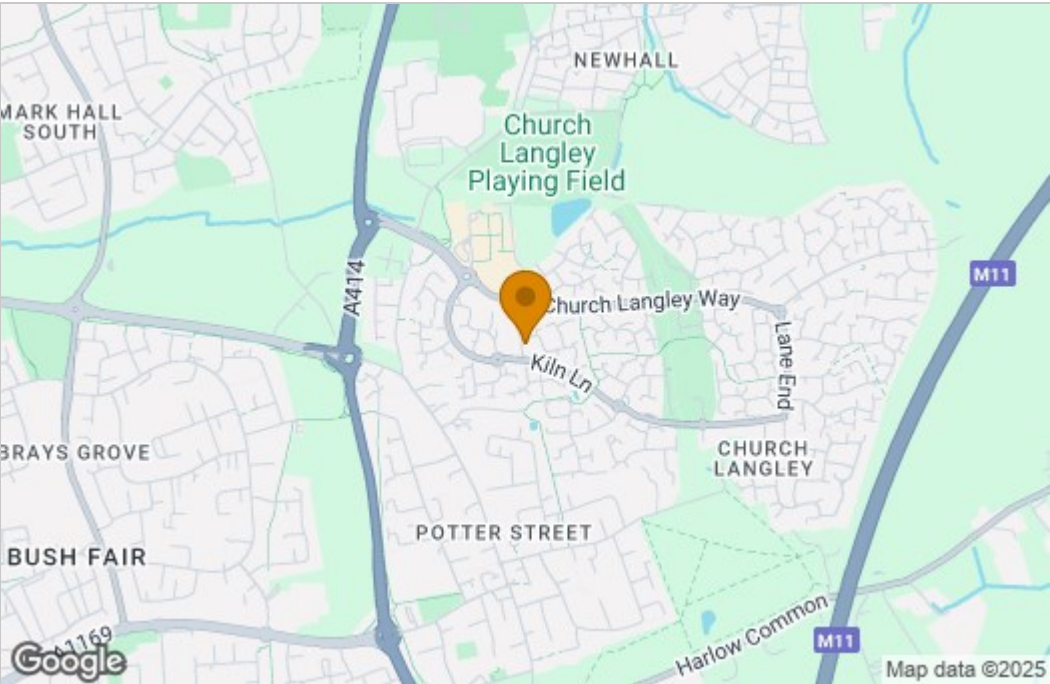 NEWHALL
MARK HALL
SOUTH
Church
Langley
Playing Field
A414
M11
Church Langley Way
Kiln Ln
Lane End
BRAYS GROVE
CHURCH
LANGLEY
POTTER STREET
BUSH FAIR
Harlow Common
A1169
M11
Google
Map data ©2025